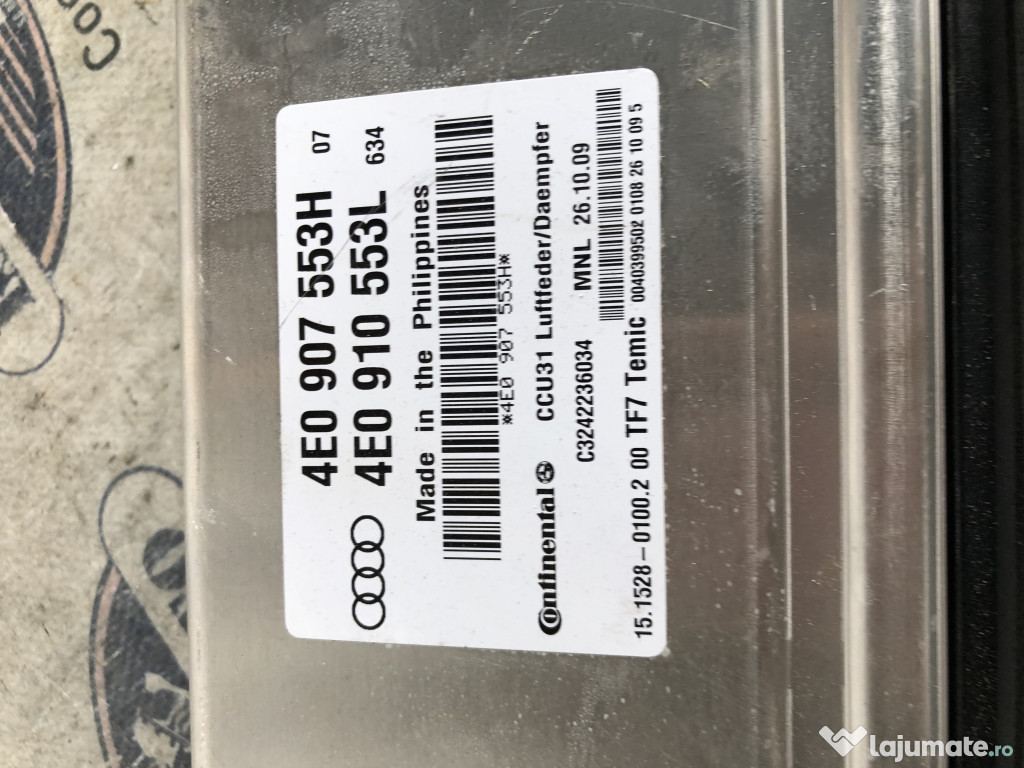 4E0 907 553H 07
4E0 910 553L 634
Made in the Philippines
*4E0 907 553H*
Continental CCU31 Luftfeder/Daempfer
C3242236034 MNL 26.10.09
15.1528-0100.2 00 TF7 Temic 0040399502 0108 26 10 09 5
lajumate.ro